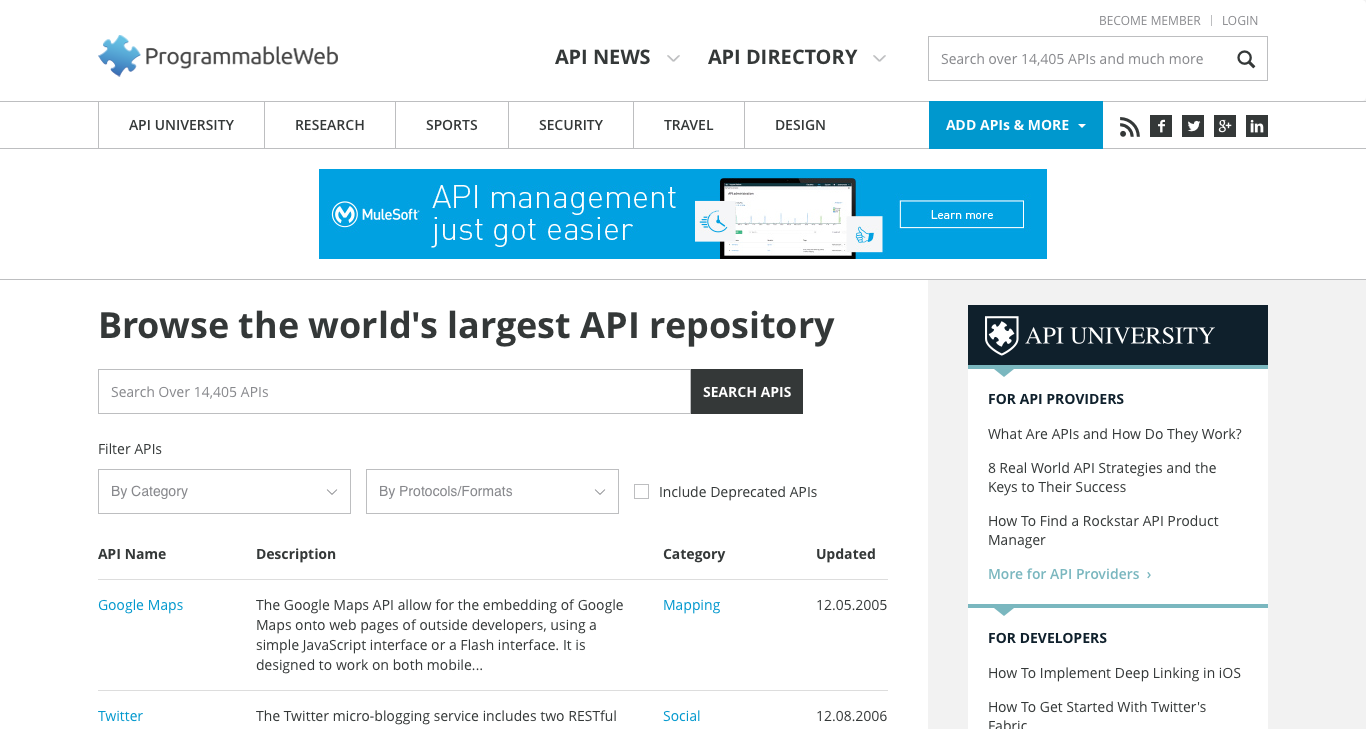 BECOME MEMBER | LOGIN
ProgrammableWeb
API NEWS
API DIRECTORY
Search over 14,405 APIs and much more
API UNIVERSITY
RESEARCH
SPORTS
SECURITY
TRAVEL
DESIGN
ADD APIs & MORE
MuleSoft
API management
just got easier
Learn more
Browse the world's largest API repository
Search Over 14,405 APIs
SEARCH APIS
Filter APIs
By Category
By Protocols/Formats
Include Deprecated APIs
API Name
Description
Category
Updated
Google Maps
The Google Maps API allow for the embedding of Google
Maps onto web pages of outside developers, using a
simple JavaScript interface or a Flash interface. It is
designed to work on both mobile...
Mapping
12.05.2005
Twitter
The Twitter micro-blogging service includes two RESTful
Social
12.08.2006
API UNIVERSITY
FOR API PROVIDERS
What Are APIs and How Do They Work?
8 Real World API Strategies and the
Keys to Their Success
How To Find a Rockstar API Product
Manager
More for API Providers ›
FOR DEVELOPERS
How To Implement Deep Linking in iOS
How To Get Started With Twitter's
Fabric